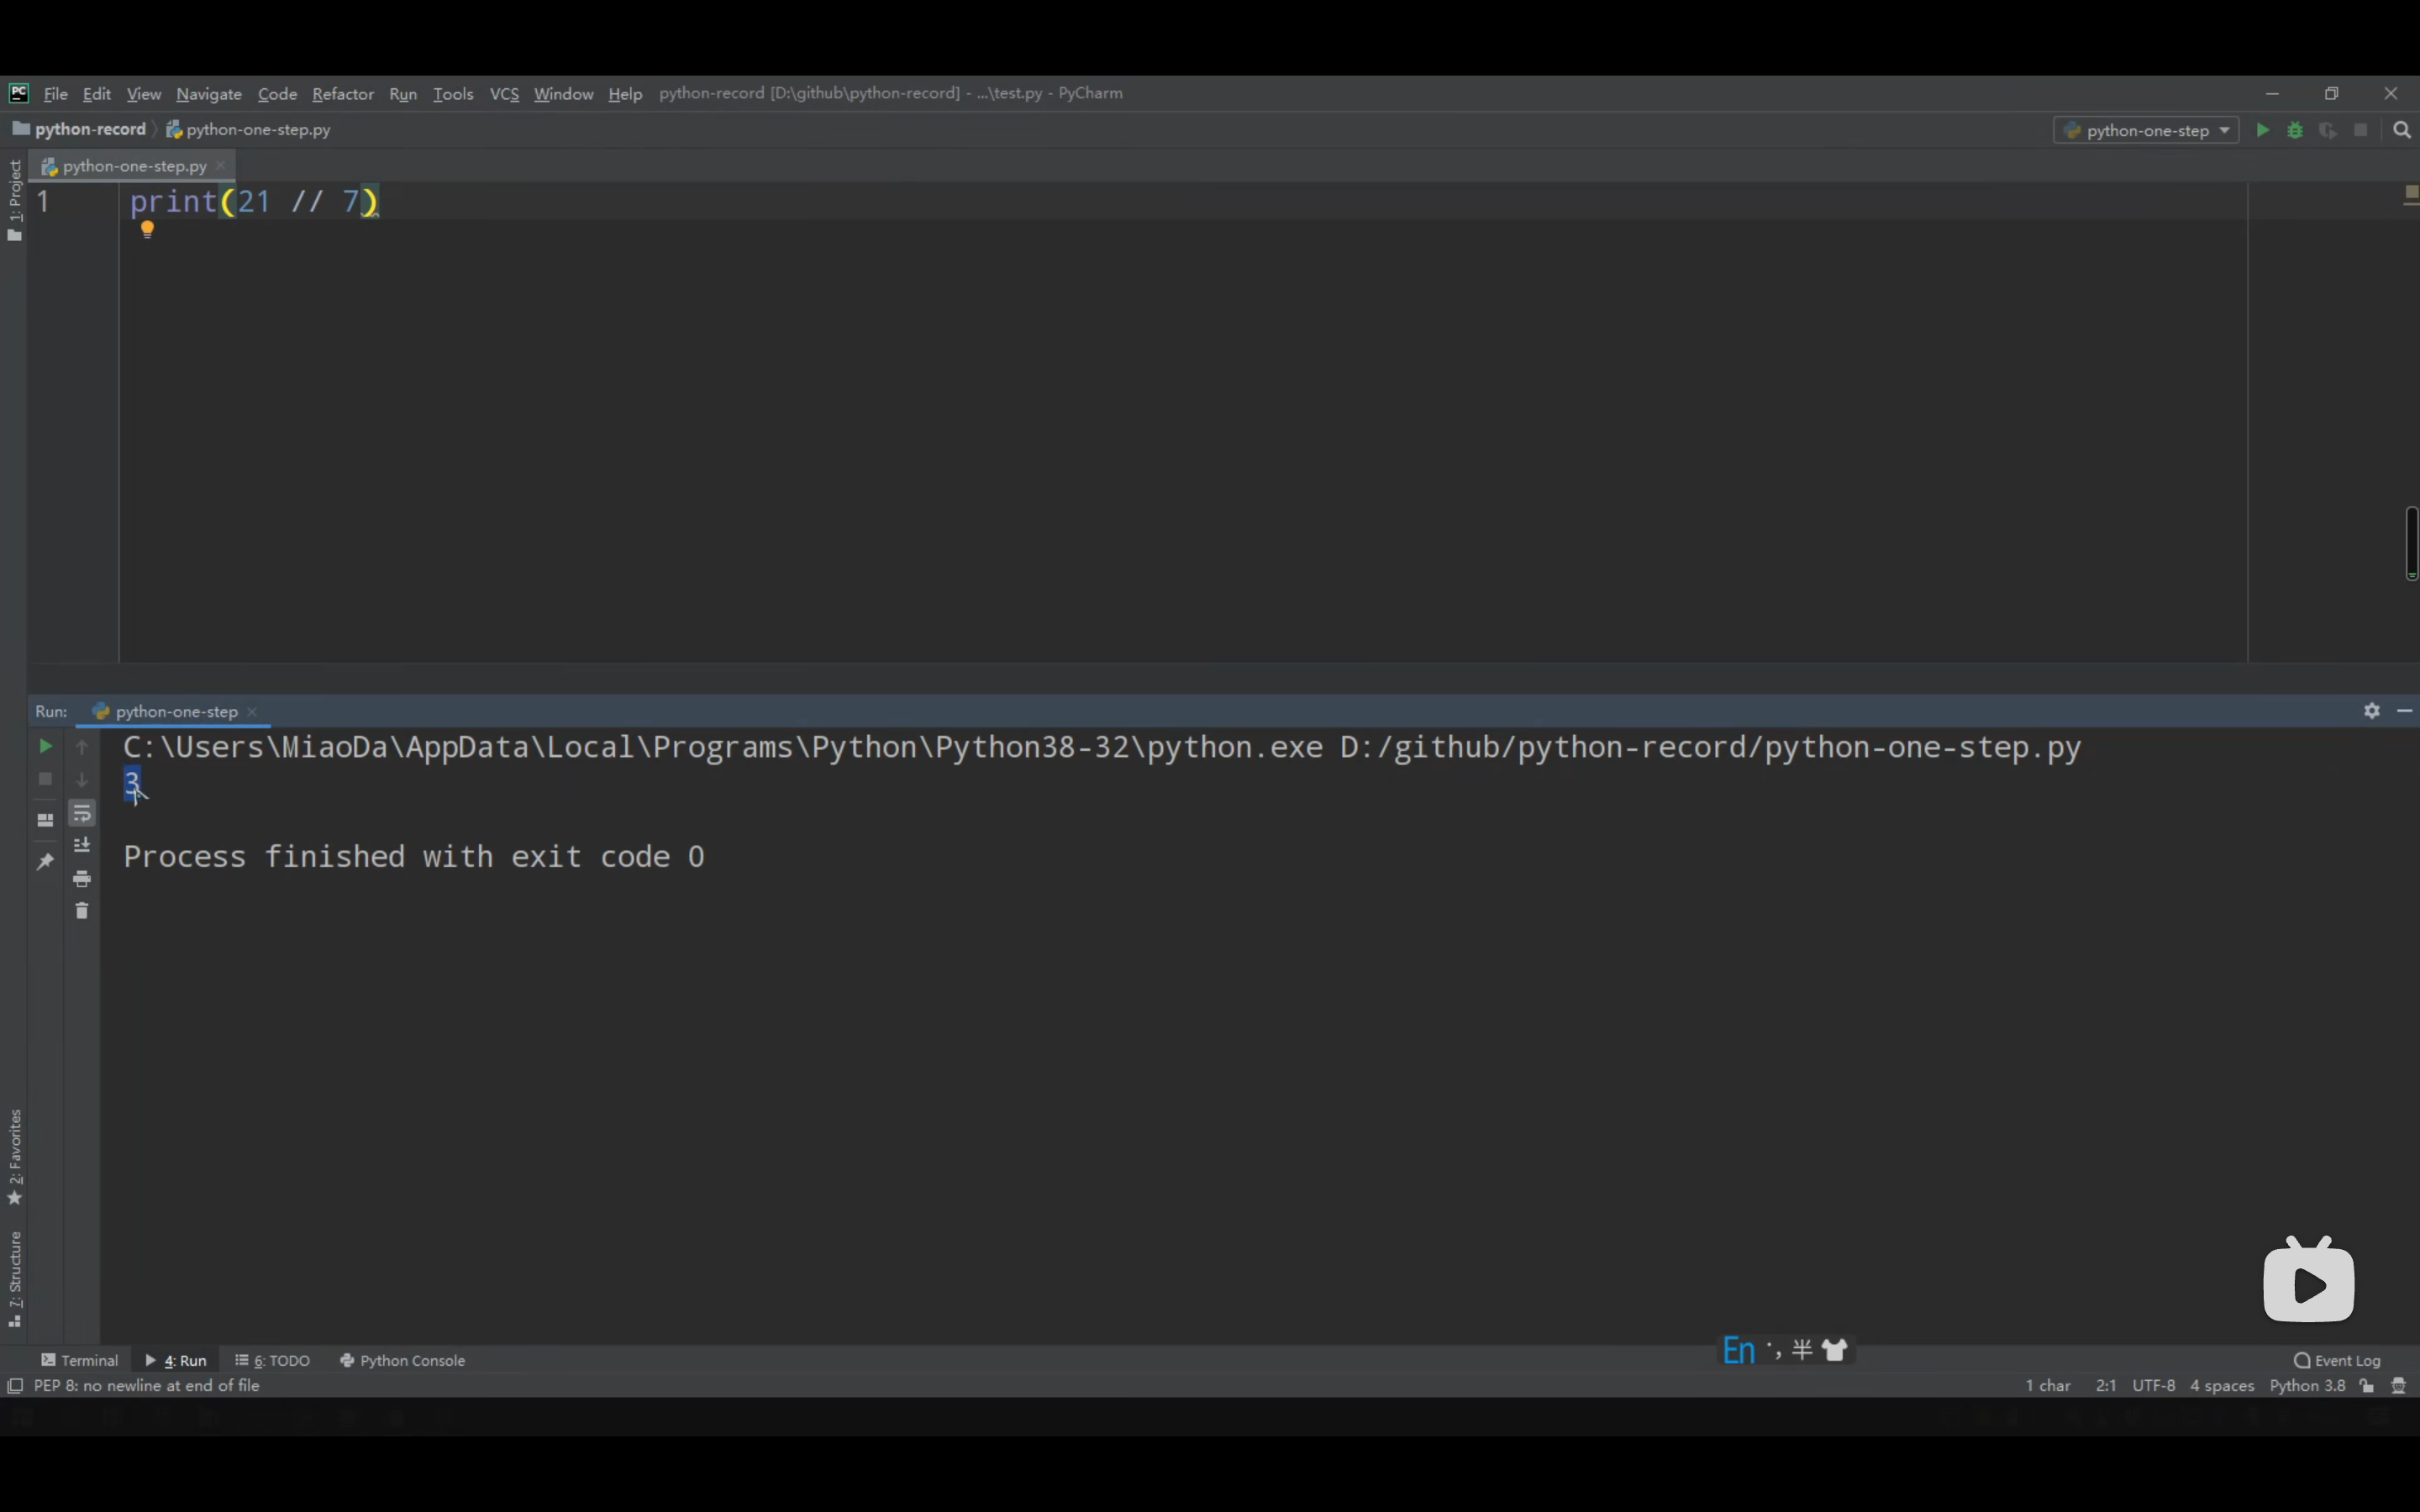 File Edit View Navigate Code Refactor Run Tools VCS Window Help python-record [D:\github\python-record] - ...\test.py - PyCharm
python-record python-one-step.py
python-one-step
python-one-step.py
1: Project
1 print(21 // 7)
Run: python-one-step
C:\Users\MiaoDa\AppData\Local\Programs\Python\Python38-32\python.exe D:/github/python-record/python-one-step.py
3
Process finished with exit code 0
2: Favorites
7: Structure
Terminal 4: Run 6: TODO Python Console
En 半
Event Log
PEP 8: no newline at end of file
1 char 2:1 UTF-8 4 spaces Python 3.8